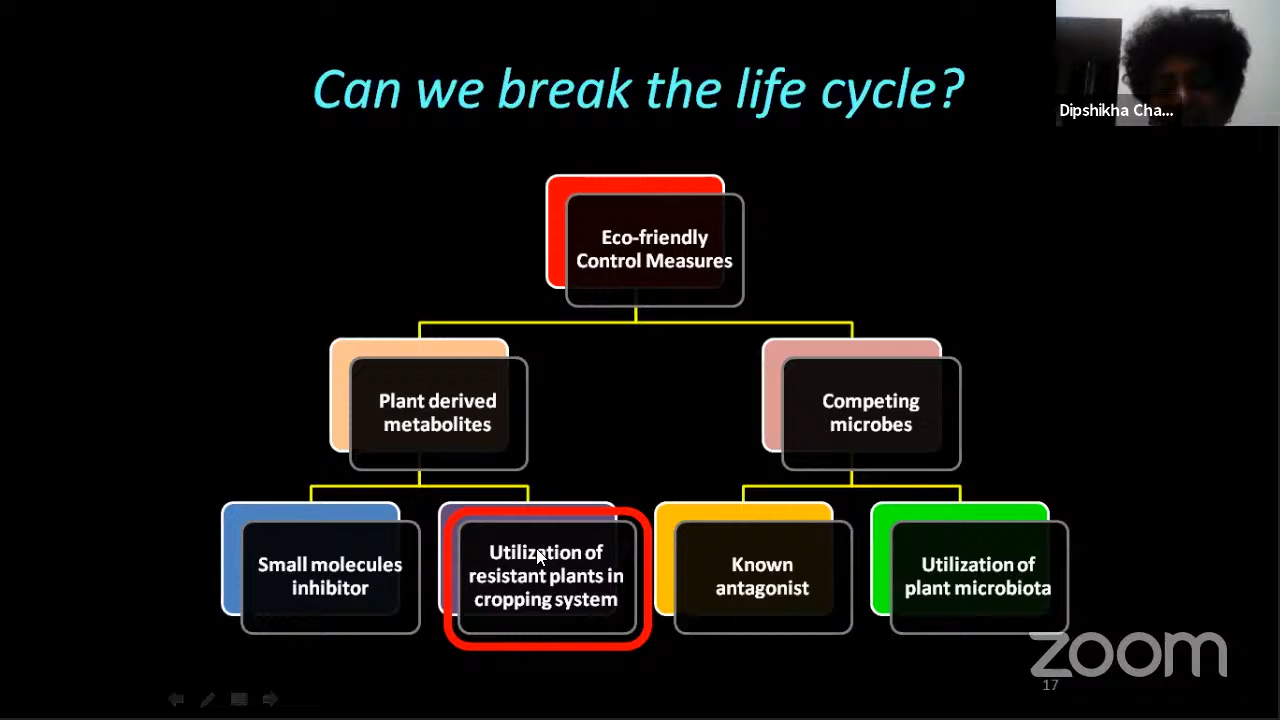 Can we break the life cycle?
Dipshikha Cha...
Eco-friendly
Control Measures
Plant derived
metabolites
Competing
microbes
Small molecules
inhibitor
Utilization of
resistant plants in
cropping system
Known
antagonist
Utilization of
plant microbiota
zoom
17